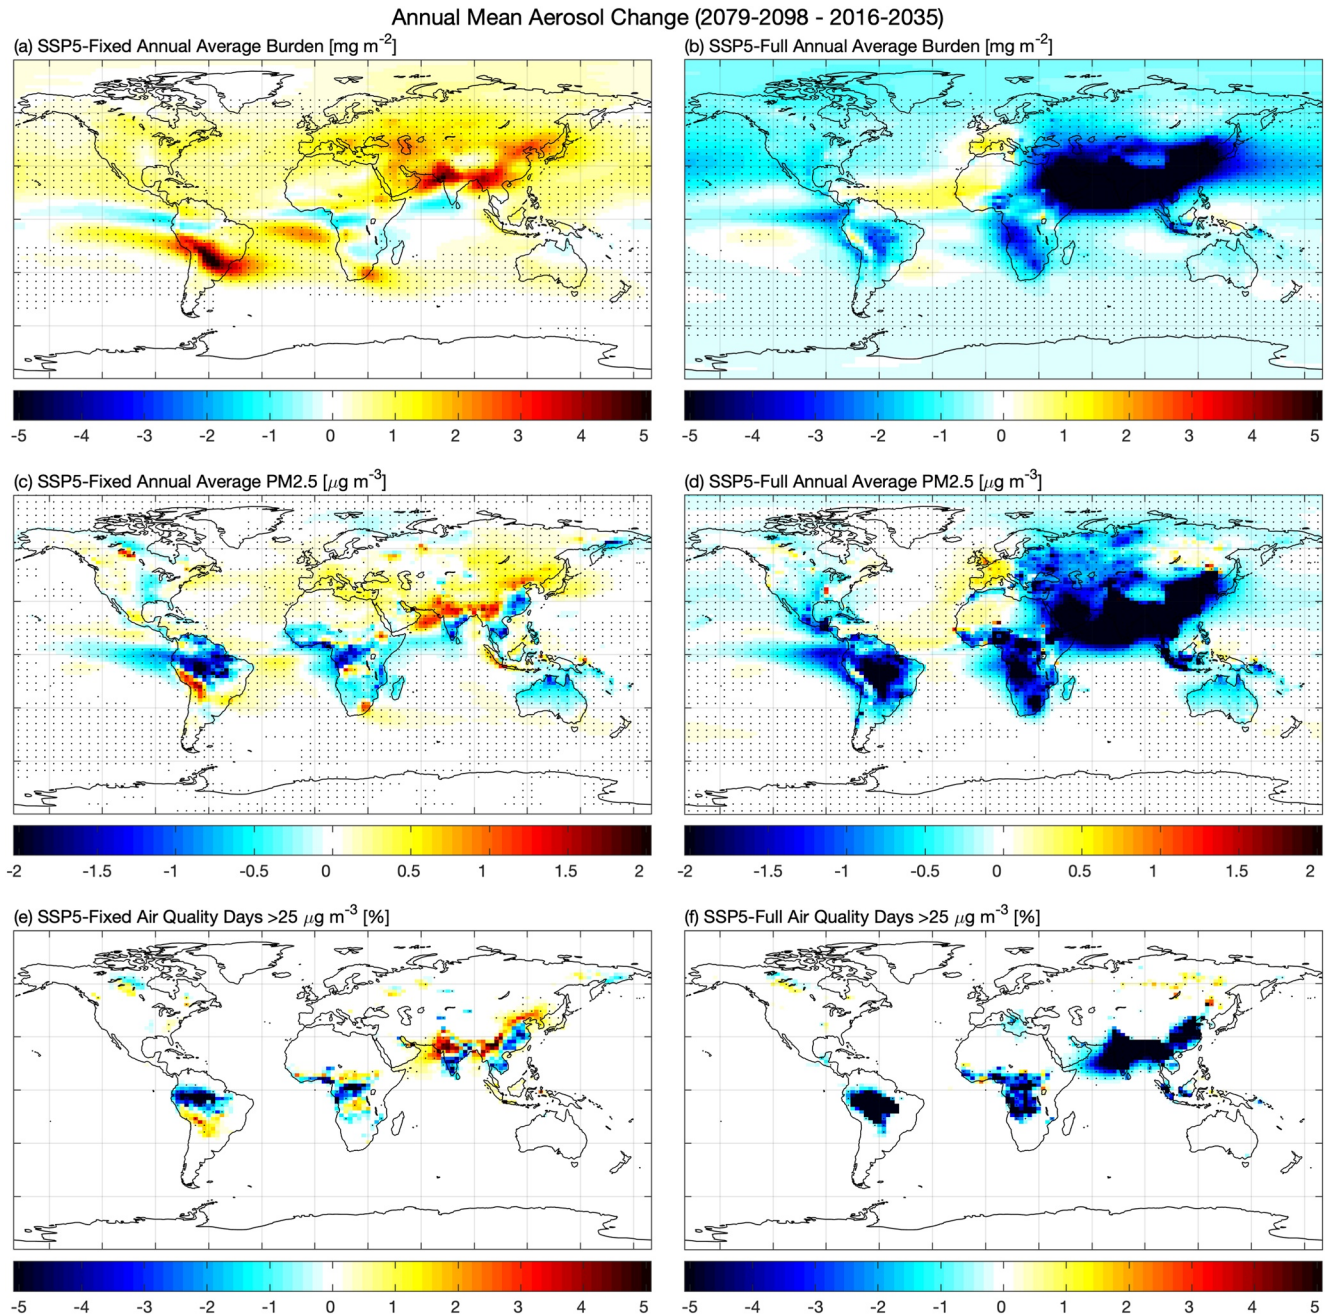 Annual Mean Aerosol Change (2079-2098 - 2016-2035)
(a) SSP5-Fixed Annual Average Burden [mg m⁻²]
(b) SSP5-Full Annual Average Burden [mg m⁻²]
-5 -4 -3 -2 -1 0 1 2 3 4 5
-5 -4 -3 -2 -1 0 1 2 3 4 5
(c) SSP5-Fixed Annual Average PM2.5 [μg m⁻³]
(d) SSP5-Full Annual Average PM2.5 [μg m⁻³]
-2 -1.5 -1 -0.5 0 0.5 1 1.5 2
-2 -1.5 -1 -0.5 0 0.5 1 1.5 2
(e) SSP5-Fixed Air Quality Days >25 μg m⁻³ [%]
(f) SSP5-Full Air Quality Days >25 μg m⁻³ [%]
-5 -4 -3 -2 -1 0 1 2 3 4 5
-5 -4 -3 -2 -1 0 1 2 3 4 5